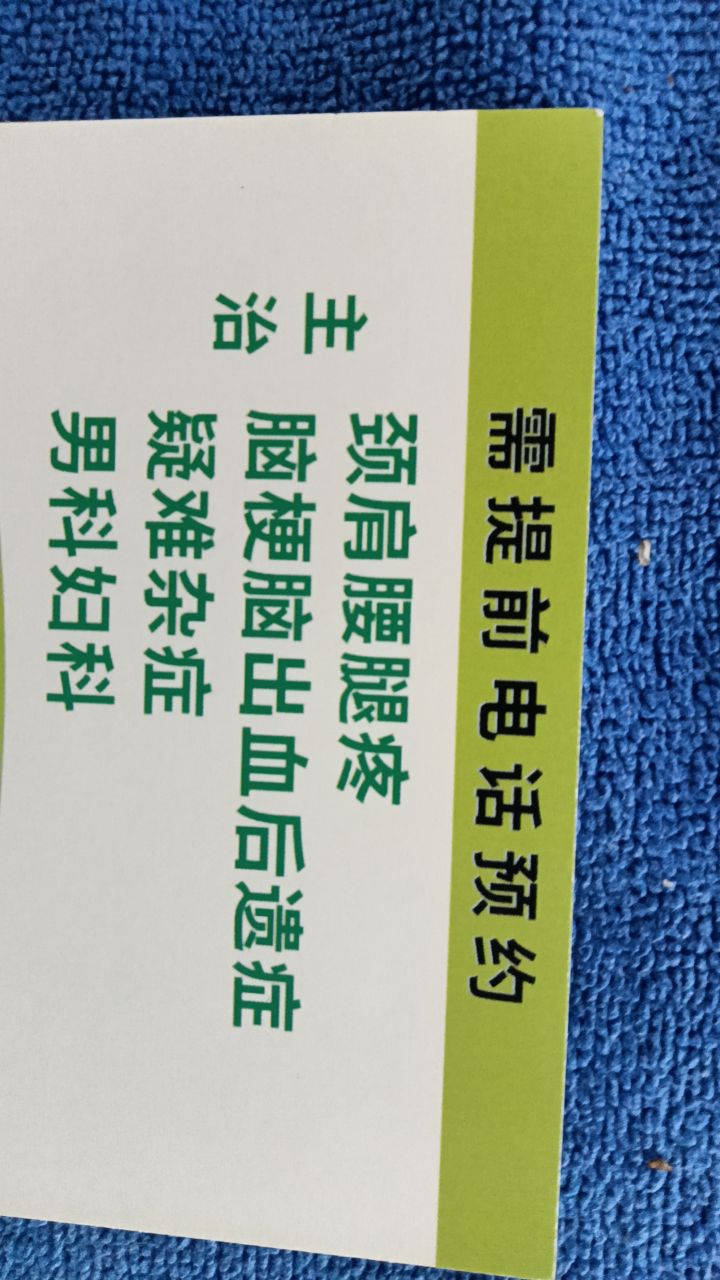 需提前电话预约
主治
颈肩腰腿疼
脑梗脑出血后遗症
疑难杂症
男科妇科